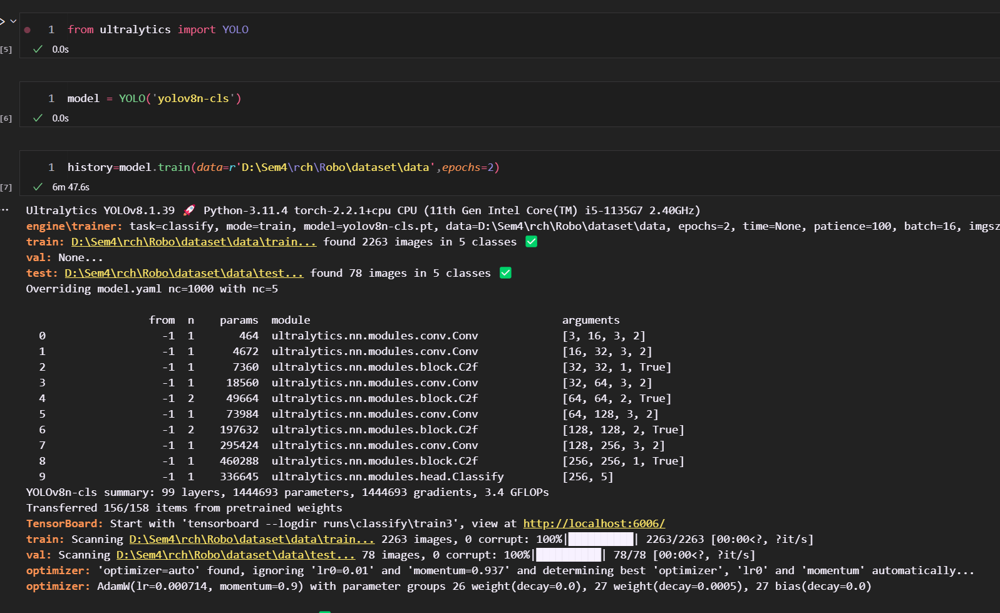 1 from ultralytics import YOLO
[5] ✓ 0.0s
1 model = YOLO('yolov8n-cls')
[6] ✓ 0.0s
1 history=model.train(data=r'D:\Sem4\rch\Robo\dataset\data',epochs=2)
[7] ✓ 6m 47.6s
... Ultralytics YOLOv8.1.39 🚀 Python-3.11.4 torch-2.2.1+cpu CPU (11th Gen Intel Core(TM) i5-1135G7 2.40GHz)
engine\trainer: task=classify, mode=train, model=yolov8n-cls.pt, data=D:\Sem4\rch\Robo\dataset\data, epochs=2, time=None, patience=100, batch=16, imgsz
train: D:\Sem4\rch\Robo\dataset\data\train... found 2263 images in 5 classes ✅
val: None...
test: D:\Sem4\rch\Robo\dataset\data\test... found 78 images in 5 classes ✅
Overriding model.yaml nc=1000 with nc=5
from n params module arguments
0 -1 1 464 ultralytics.nn.modules.conv.Conv [3, 16, 3, 2]
1 -1 1 4672 ultralytics.nn.modules.conv.Conv [16, 32, 3, 2]
2 -1 1 7360 ultralytics.nn.modules.block.C2f [32, 32, 1, True]
3 -1 1 18560 ultralytics.nn.modules.conv.Conv [32, 64, 3, 2]
4 -1 2 49664 ultralytics.nn.modules.block.C2f [64, 64, 2, True]
5 -1 1 73984 ultralytics.nn.modules.conv.Conv [64, 128, 3, 2]
6 -1 2 197632 ultralytics.nn.modules.block.C2f [128, 128, 2, True]
7 -1 1 295424 ultralytics.nn.modules.conv.Conv [128, 256, 3, 2]
8 -1 1 460288 ultralytics.nn.modules.block.C2f [256, 256, 1, True]
9 -1 1 336645 ultralytics.nn.modules.head.Classify [256, 5]
YOLOv8n-cls summary: 99 layers, 1444693 parameters, 1444693 gradients, 3.4 GFLOPs
Transferred 156/158 items from pretrained weights
TensorBoard: Start with 'tensorboard --logdir runs\classify\train3', view at http://localhost:6006/
train: Scanning D:\Sem4\rch\Robo\dataset\data\train... 2263 images, 0 corrupt: 100%|██████████| 2263/2263 [00:00<?, ?it/s]
val: Scanning D:\Sem4\rch\Robo\dataset\data\test... 78 images, 0 corrupt: 100%|██████████| 78/78 [00:00<?, ?it/s]
optimizer: 'optimizer=auto' found, ignoring 'lr0=0.01' and 'momentum=0.937' and determining best 'optimizer', 'lr0' and 'momentum' automatically...
optimizer: AdamW(lr=0.000714, momentum=0.9) with parameter groups 26 weight(decay=0.0), 27 weight(decay=0.0005), 27 bias(decay=0.0)